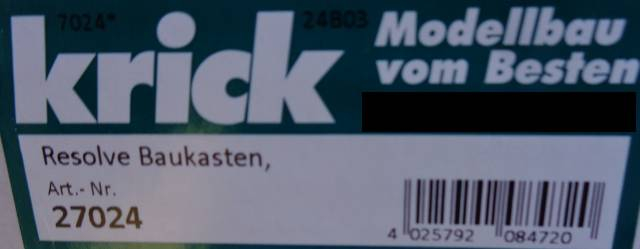 7024* 24803
krick Modellbau
vom Besten
Resolve Baukasten,
Art.- Nr.
27024
4 025792 084720